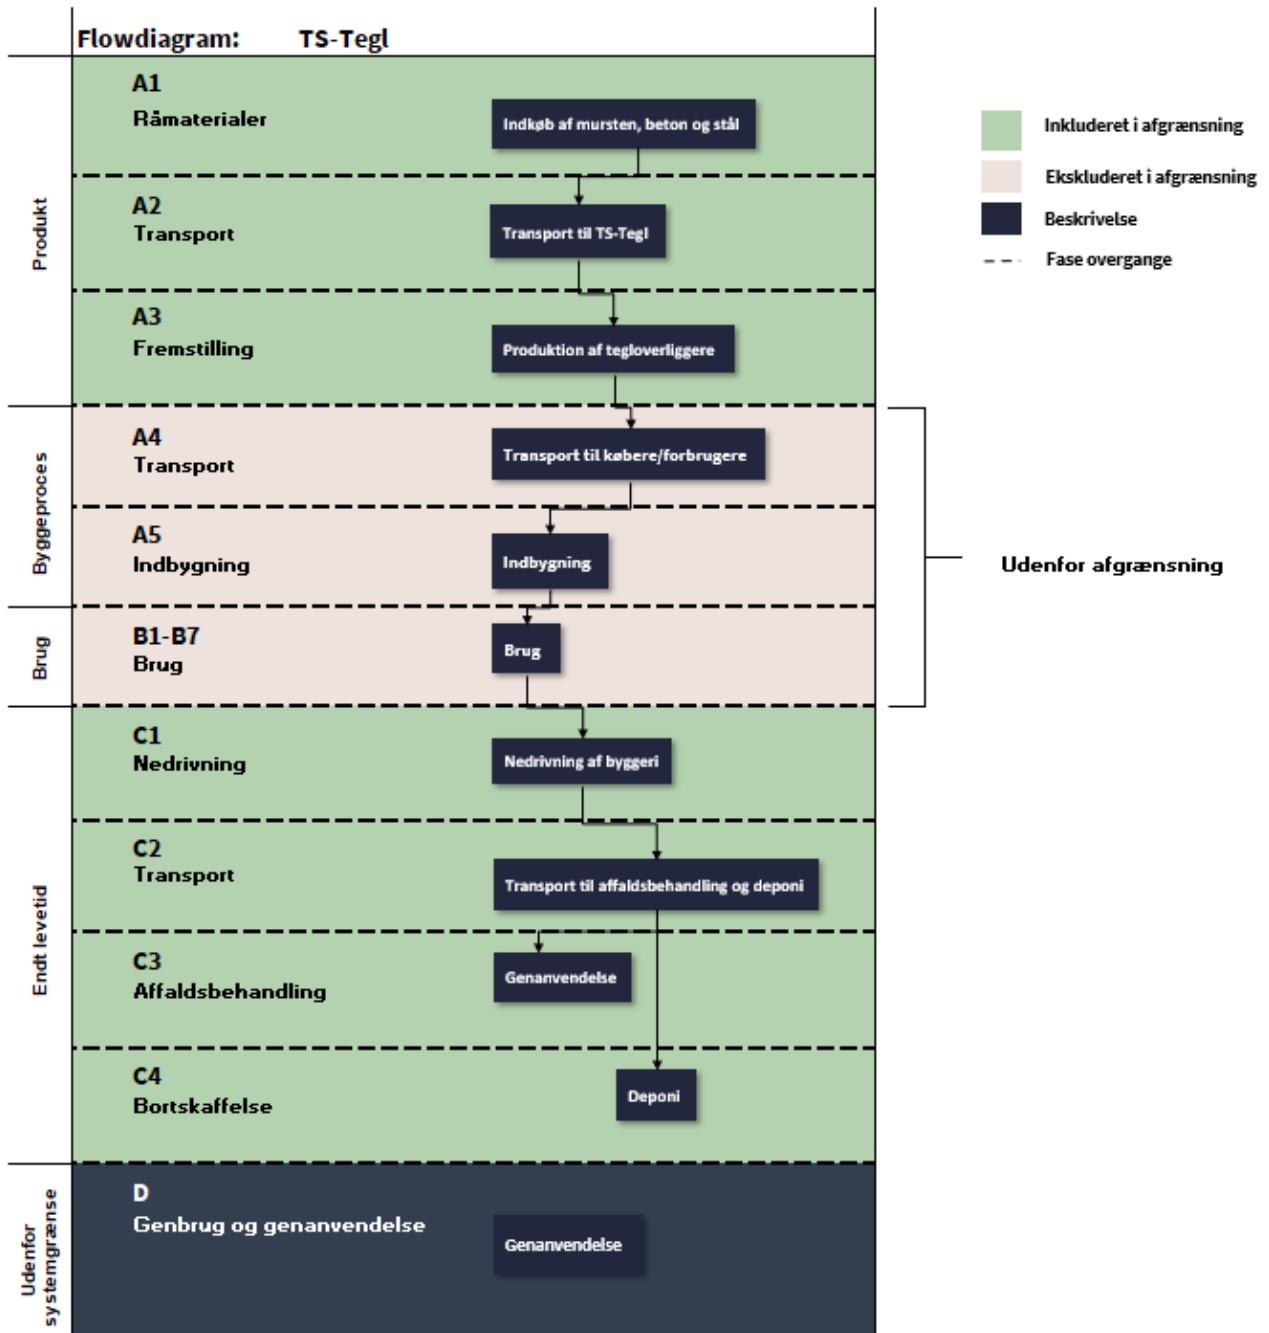 Flowdiagram: TS-Tegl
Produkt
A1
Råmaterialer
Indkøb af mursten, beton og stål
A2
Transport
Transport til TS-Tegl
A3
Fremstilling
Produktion af tegloverliggere
Byggeproces
A4
Transport
Transport til købere/forbrugere
A5
Indbygning
Indbygning
Brug
B1-B7
Brug
Brug
Endt levetid
C1
Nedrivning
Nedrivning af byggeri
C2
Transport
Transport til affaldsbehandling og deponi
C3
Affaldsbehandling
Genanvendelse
C4
Bortskaffelse
Deponi
Udenfor
systemgrænse
D
Genbrug og genanvendelse
Genanvendelse
Inkluderet i afgrænsning
Ekskluderet i afgrænsning
Beskrivelse
Fase overgange
Udenfor afgrænsning